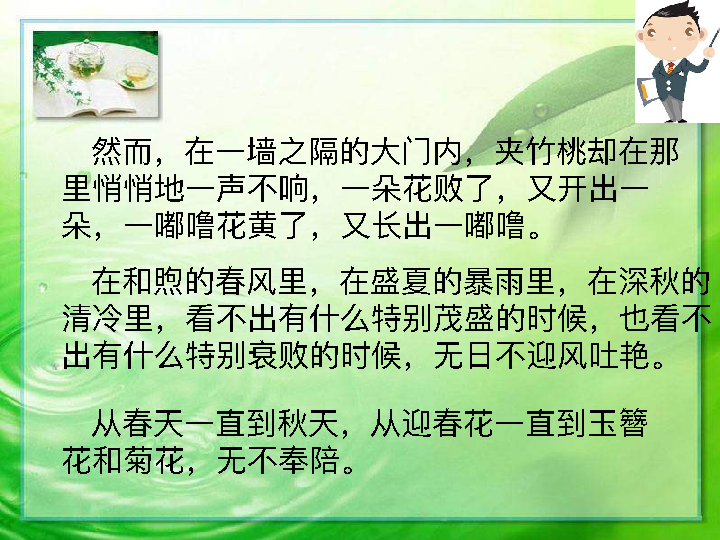 然而，在一墙之隔的大门内，夹竹桃却在那
里悄悄地一声不响，一朵花败了，又开出一
朵，一嘟噜花黄了，又长出一嘟噜。
在和煦的春风里，在盛夏的暴雨里，在深秋的
清冷里，看不出有什么特别茂盛的时候，也看不
出有什么特别衰败的时候，无日不迎风吐艳。
从春天一直到秋天，从迎春花一直到玉簪
花和菊花，无不奉陪。